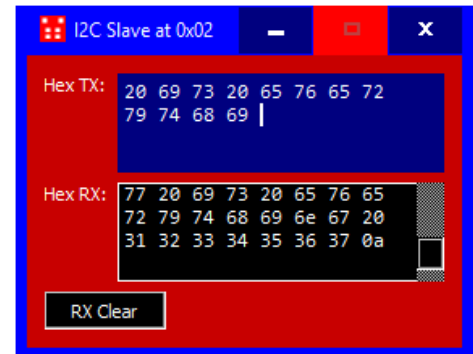 I2C Slave at 0x02
Hex TX:
20 69 73 20 65 76 65 72
79 74 68 69
Hex RX:
77 20 69 73 20 65 76 65
72 79 74 68 69 6e 67 20
31 32 33 34 35 36 37 0a
RX Clear